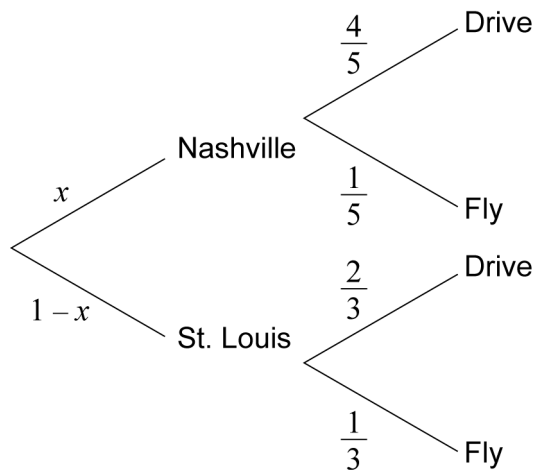 4/5
Drive
Nashville
x
1/5
Fly
2/3
Drive
1 – x
St. Louis
1/3
Fly